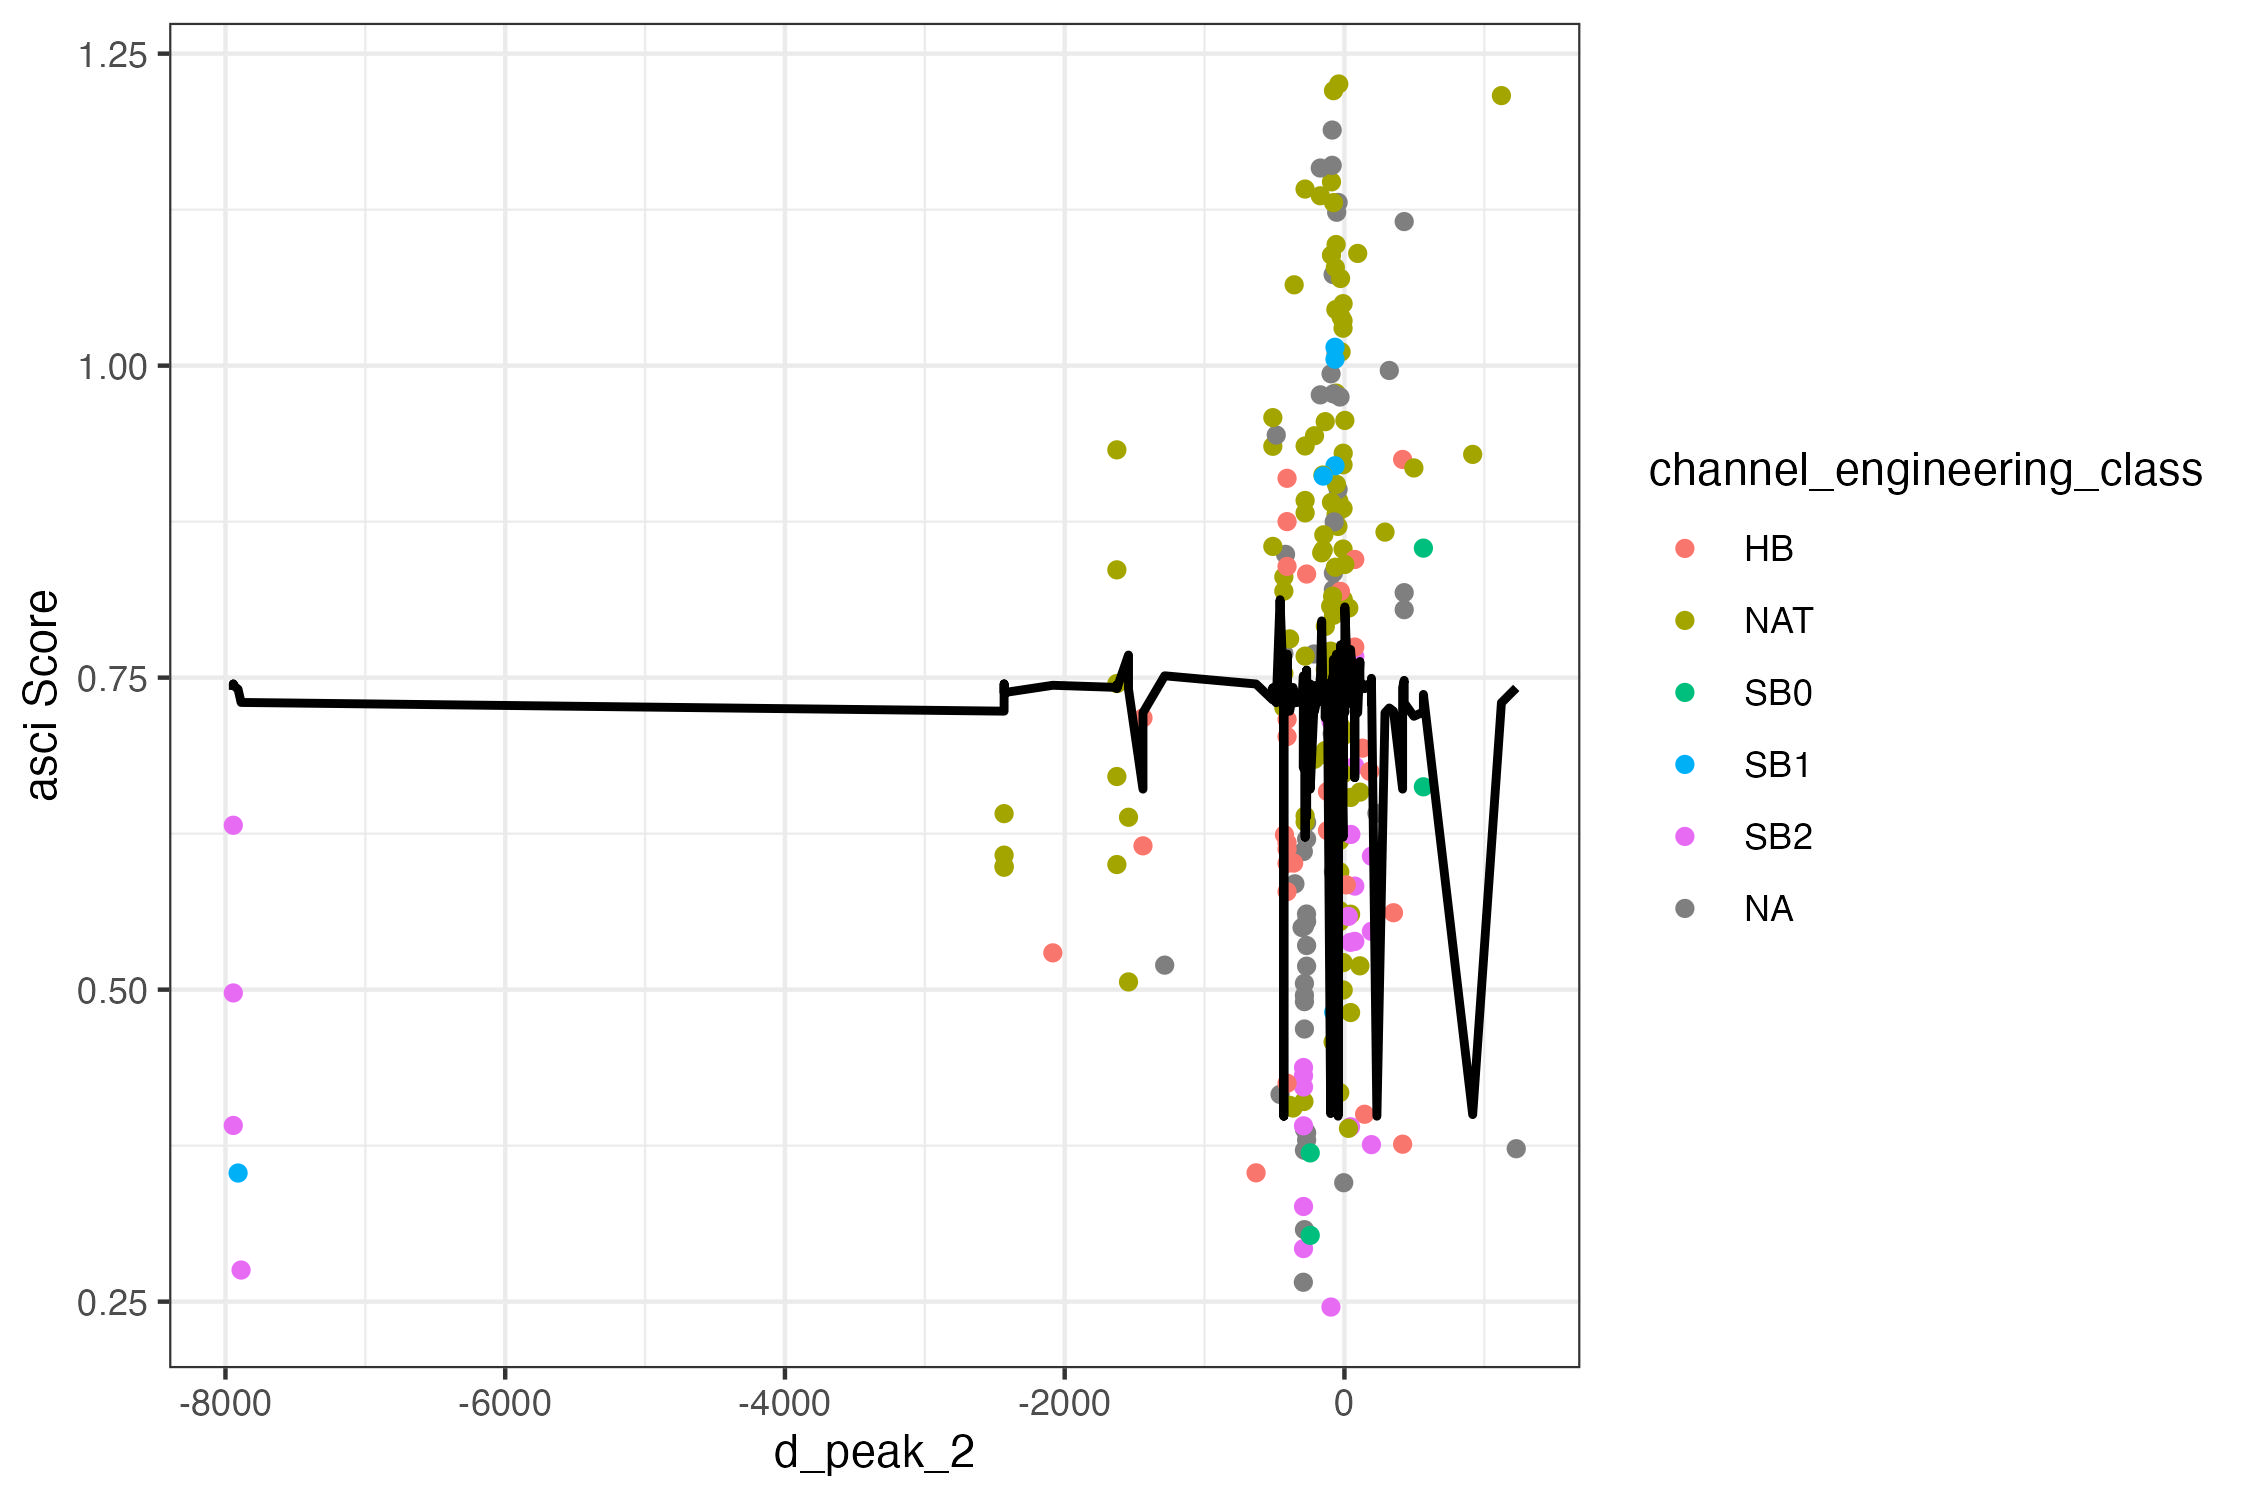 1.25
1.00
0.75
0.50
0.25
asci Score
-8000
-6000
-4000
-2000
0
d_peak_2
channel_engineering_class
HB
NAT
SB0
SB1
SB2
NA